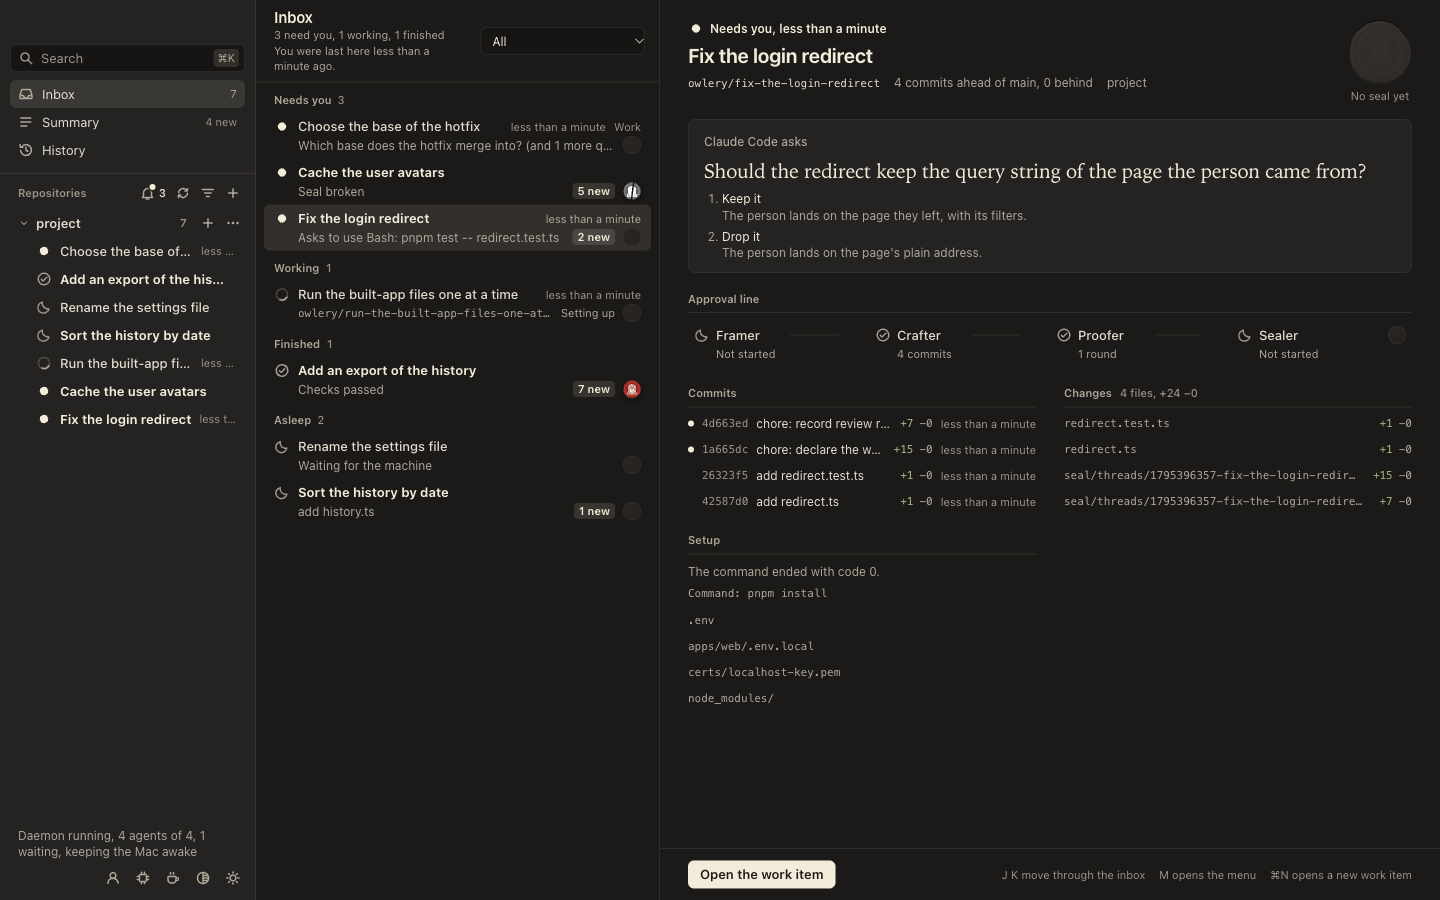 Search ⌘K
Inbox 7
Summary 4 new
History
Repositories 3
project 7
Choose the base of... less ...
Add an export of the his...
Rename the settings file
Sort the history by date
Run the built-app fi... less ...
Cache the user avatars
Fix the login redirect less t...
Daemon running, 4 agents of 4, 1
waiting, keeping the Mac awake
Inbox
3 need you, 1 working, 1 finished
You were last here less than a
minute ago.
All
Needs you 3
Choose the base of the hotfix less than a minute Work
Which base does the hotfix merge into? (and 1 more q...
Cache the user avatars
Seal broken 5 new
Fix the login redirect less than a minute
Asks to use Bash: pnpm test -- redirect.test.ts 2 new
Working 1
Run the built-app files one at a time less than a minute
owlery/run-the-built-app-files-one-at... Setting up
Finished 1
Add an export of the history
Checks passed 7 new
Asleep 2
Rename the settings file
Waiting for the machine
Sort the history by date
add history.ts 1 new
Needs you, less than a minute
Fix the login redirect
owlery/fix-the-login-redirect 4 commits ahead of main, 0 behind project
No seal yet
Claude Code asks
Should the redirect keep the query string of the page the person came from?
1. Keep it
The person lands on the page they left, with its filters.
2. Drop it
The person lands on the page's plain address.
Approval line
Framer Crafter Proofer Sealer
Not started 4 commits 1 round Not started
Commits
4d663ed chore: record review r... +7 −0 less than a minute
1a665dc chore: declare the w... +15 −0 less than a minute
26323f5 add redirect.test.ts +1 −0 less than a minute
42587d0 add redirect.ts +1 −0 less than a minute
Changes 4 files, +24 −0
redirect.test.ts +1 −0
redirect.ts +1 −0
seal/threads/1795396357-fix-the-login-redir... +15 −0
seal/threads/1795396357-fix-the-login-redire... +7 −0
Setup
The command ended with code 0.
Command: pnpm install
.env
apps/web/.env.local
certs/localhost-key.pem
node_modules/
Open the work item
J K move through the inbox M opens the menu ⌘N opens a new work item